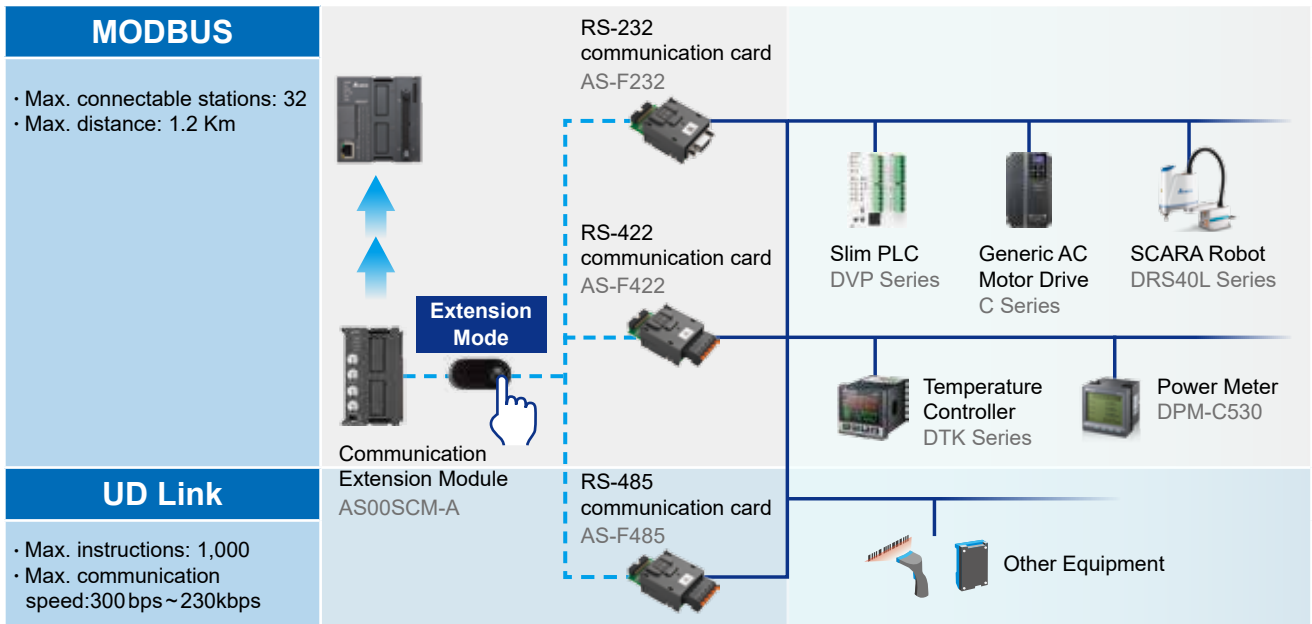 MODBUS
· Max. connectable stations: 32
· Max. distance: 1.2 Km
RS-232
communication card
AS-F232
RS-422
communication card
AS-F422
Extension
Mode
Communication
Extension Module
AS00SCM-A
RS-485
communication card
AS-F485
Slim PLC
DVP Series
Generic AC
Motor Drive
C Series
SCARA Robot
DRS40L Series
Temperature
Controller
DTK Series
Power Meter
DPM-C530
UD Link
· Max. instructions: 1,000
· Max. communication
speed:300bps~230kbps
Other Equipment